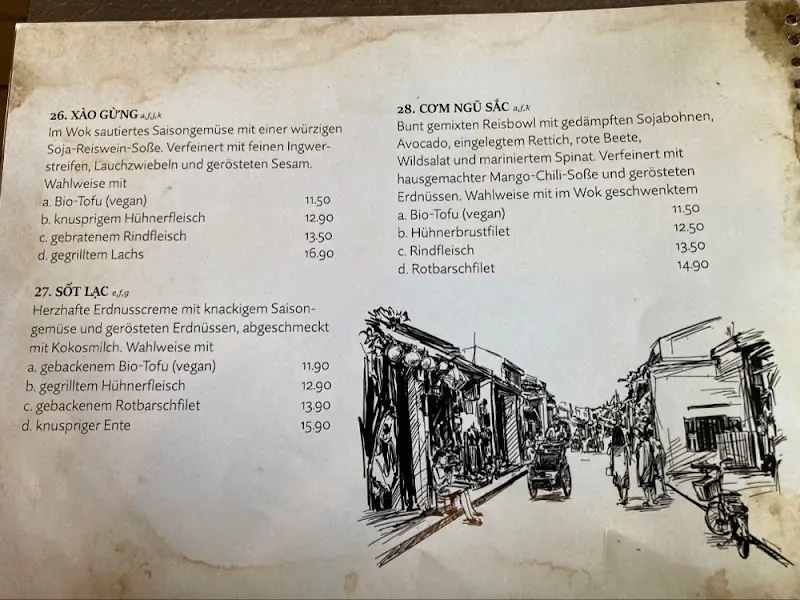 26. XÀO GỪNG a,f,j,k
Im Wok sautiertes Saisongemüse mit einer würzigen
Soja-Reiswein-Soße. Verfeinert mit feinen Ingwer-
streifen, Lauchzwiebeln und gerösteten Sesam.
Wahlweise mit
a. Bio-Tofu (vegan) 11.50
b. knusprigem Hühnerfleisch 12.90
c. gebratenem Rindfleisch 13.50
d. gegrilltem Lachs 16.90
27. SỐT LẠC e,f,g
Herzhafte Erdnusscreme mit knackigem Saison-
gemüse und gerösteten Erdnüssen, abgeschmeckt
mit Kokosmilch. Wahlweise mit
a. gebackenem Bio-Tofu (vegan) 11.90
b. gegrilltem Hühnerfleisch 12.90
c. gebackenem Rotbarschfilet 13.90
d. knuspriger Ente 15.90
28. CƠM NGŨ SẮC a,f,k
Bunt gemixten Reisbowl mit gedämpften Sojabohnen,
Avocado, eingelegtem Rettich, rote Beete,
Wildsalat und mariniertem Spinat. Verfeinert mit
hausgemachter Mango-Chili-Soße und gerösteten
Erdnüssen. Wahlweise mit im Wok geschwenktem
a. Bio-Tofu (vegan) 11.50
b. Hühnerbrustfilet 12.50
c. Rindfleisch 13.50
d. Rotbarschfilet 14.90